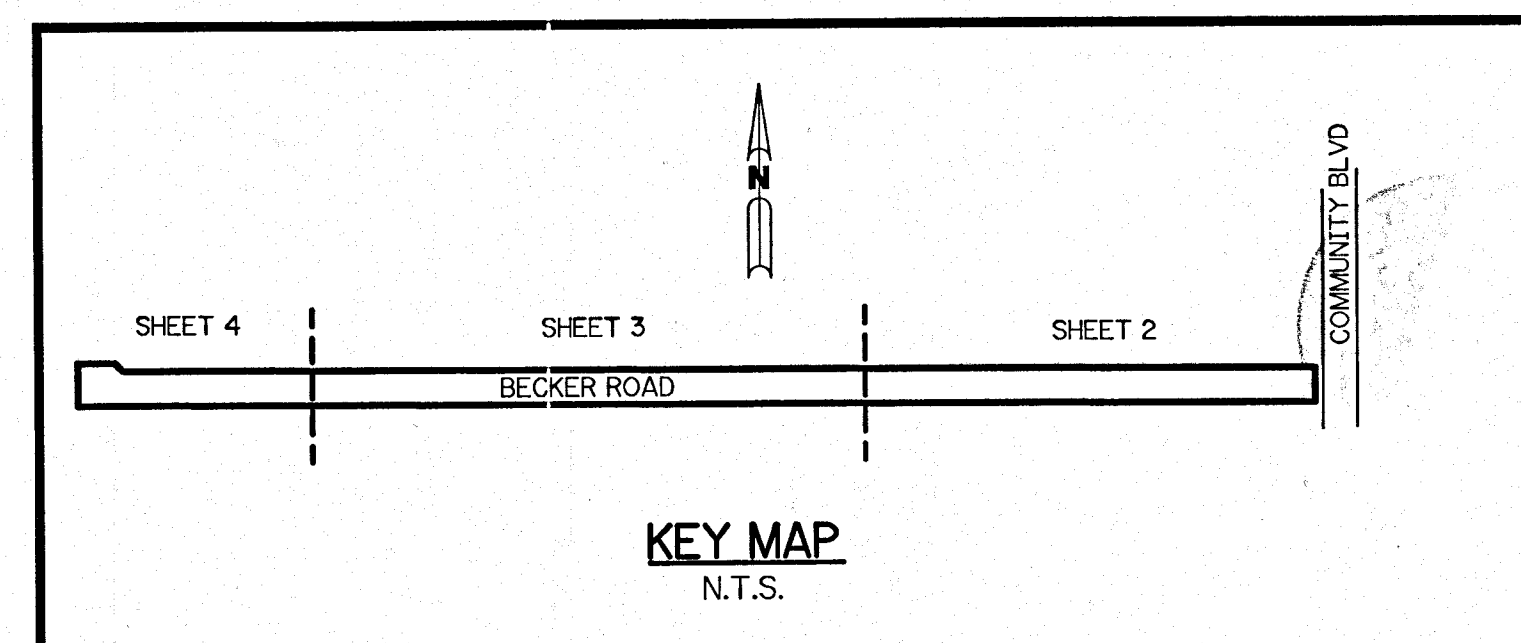 N
COMMUNITY BLVD
SHEET 4
SHEET 3
SHEET 2
BECKER ROAD
KEY MAP
N.T.S.